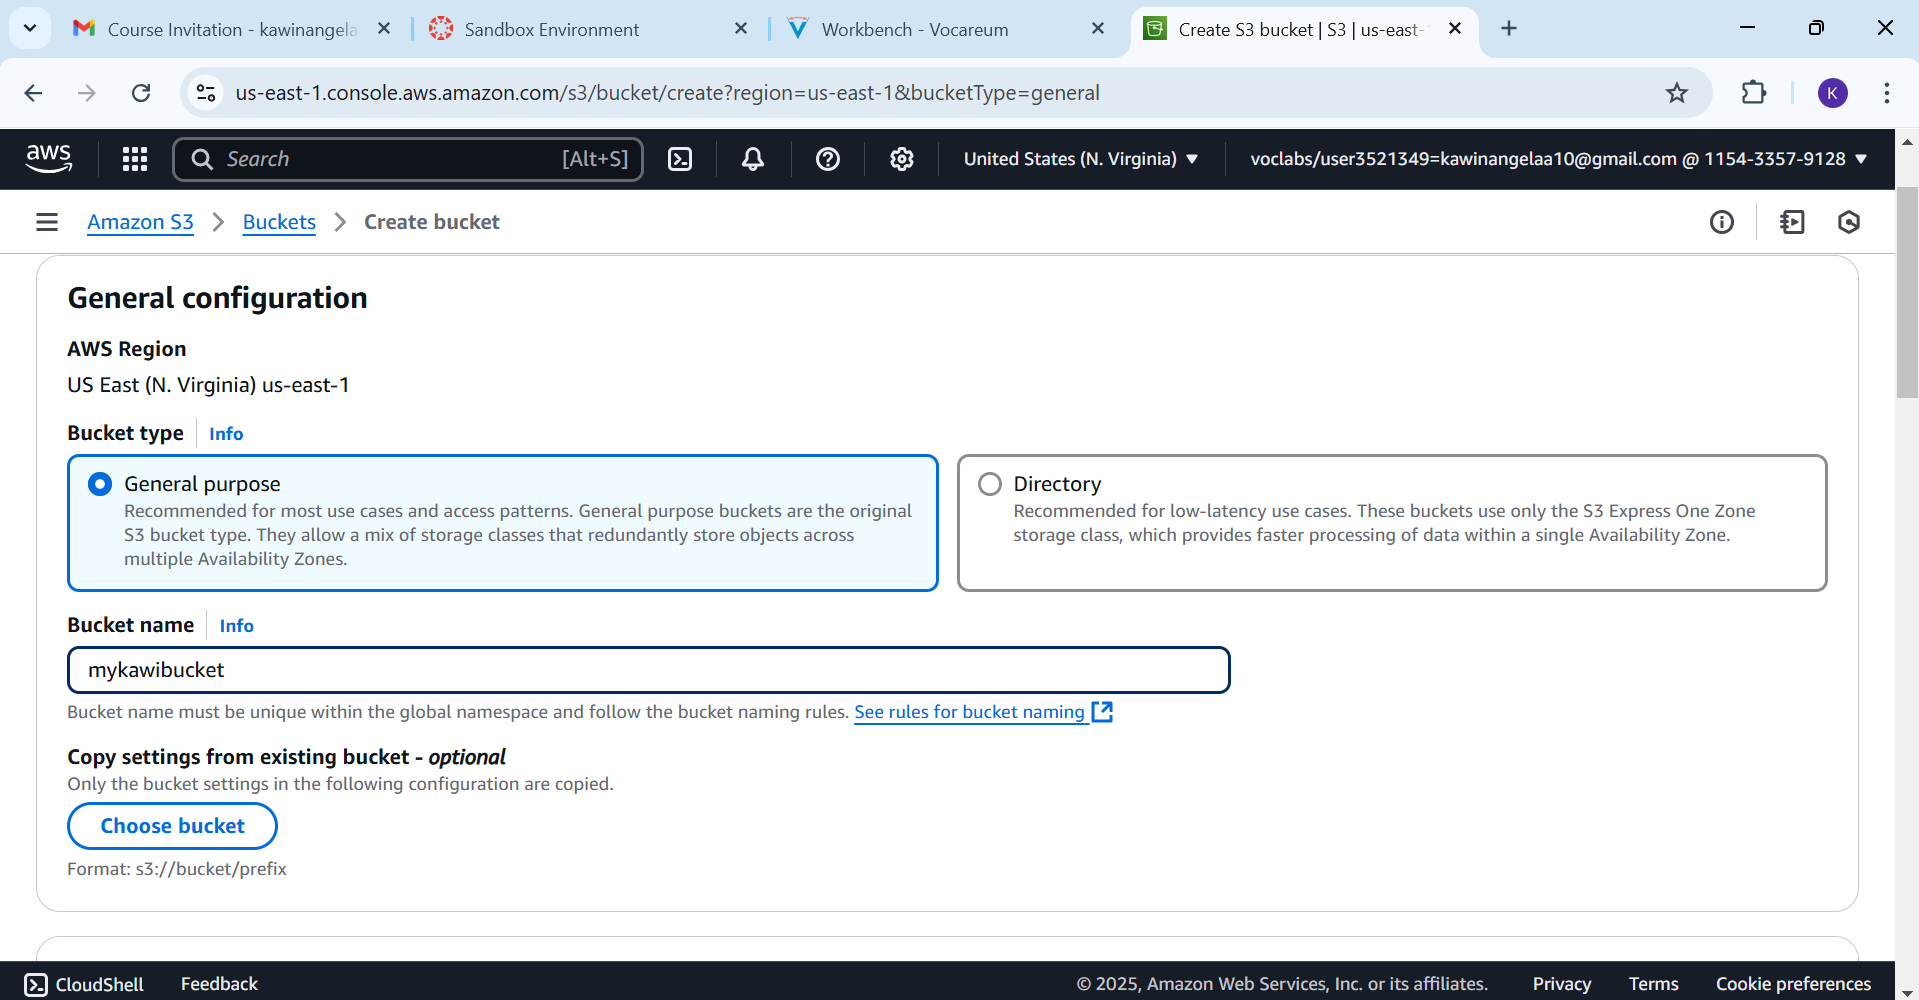 Course Invitation - kawinangela
Sandbox Environment
Workbench - Vocareum
Create S3 bucket | S3 | us-east-
us-east-1.console.aws.amazon.com/s3/bucket/create?region=us-east-1&bucketType=general
K
aws
Search
[Alt+S]
United States (N. Virginia)
voclabs/user3521349=kawinangelaa10@gmail.com @ 1154-3357-9128
Amazon S3
Buckets
Create bucket
General configuration
AWS Region
US East (N. Virginia) us-east-1
Bucket type
Info
General purpose
Recommended for most use cases and access patterns. General purpose buckets are the original
S3 bucket type. They allow a mix of storage classes that redundantly store objects across
multiple Availability Zones.
Directory
Recommended for low-latency use cases. These buckets use only the S3 Express One Zone
storage class, which provides faster processing of data within a single Availability Zone.
Bucket name
Info
mykawibucket
Bucket name must be unique within the global namespace and follow the bucket naming rules. See rules for bucket naming
Copy settings from existing bucket - optional
Only the bucket settings in the following configuration are copied.
Choose bucket
Format: s3://bucket/prefix
CloudShell
Feedback
© 2025, Amazon Web Services, Inc. or its affiliates.
Privacy
Terms
Cookie preferences